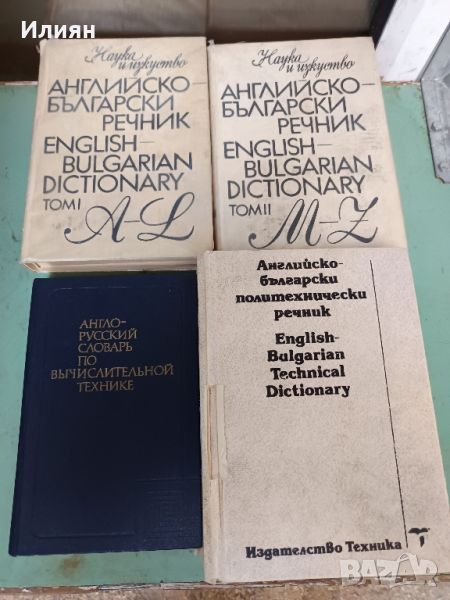 Илиян
Наука
и изкуство
АНГЛИЙСКО-
БЪЛГАРСКИ
РЕЧНИК
ENGLISH-
BULGARIAN
DICTIONARY
ТОМ I
A-L
Наука
и изкуство
АНГЛИЙСКО-
БЪЛГАРСКИ
РЕЧНИК
ENGLISH-
BULGARIAN
DICTIONARY
ТОМ II
M-Z
АНГЛО-
РУССКИЙ
СЛОВАРЬ
ПО
ВЫЧИСЛИТЕЛЬНОЙ
ТЕХНИКЕ
Английско-
български
политехнически
речник
English-
Bulgarian
Technical
Dictionary
Издателство Техника
bazar